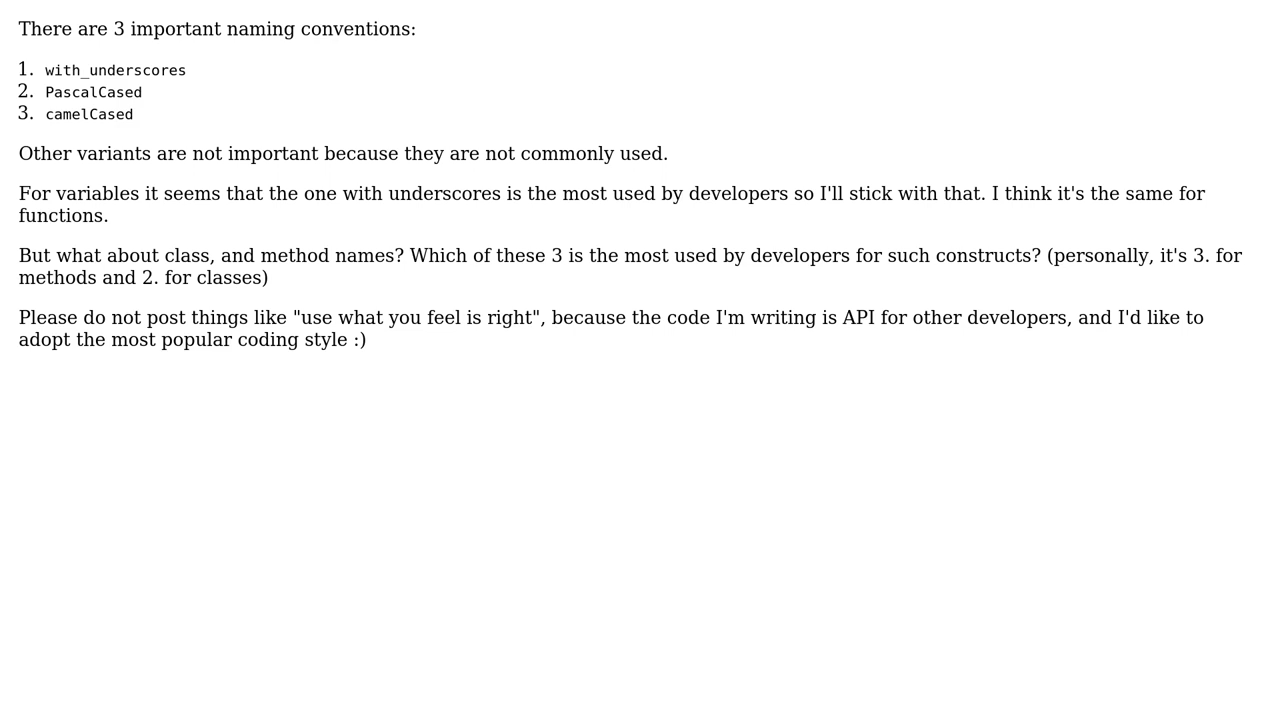 There are 3 important naming conventions:
1. with_underscores
2. PascalCased
3. camelCased
Other variants are not important because they are not commonly used.
For variables it seems that the one with underscores is the most used by developers so I'll stick with that. I think it's the same for
functions.
But what about class, and method names? Which of these 3 is the most used by developers for such constructs? (personally, it's 3. for
methods and 2. for classes)
Please do not post things like "use what you feel is right", because the code I'm writing is API for other developers, and I'd like to
adopt the most popular coding style :)